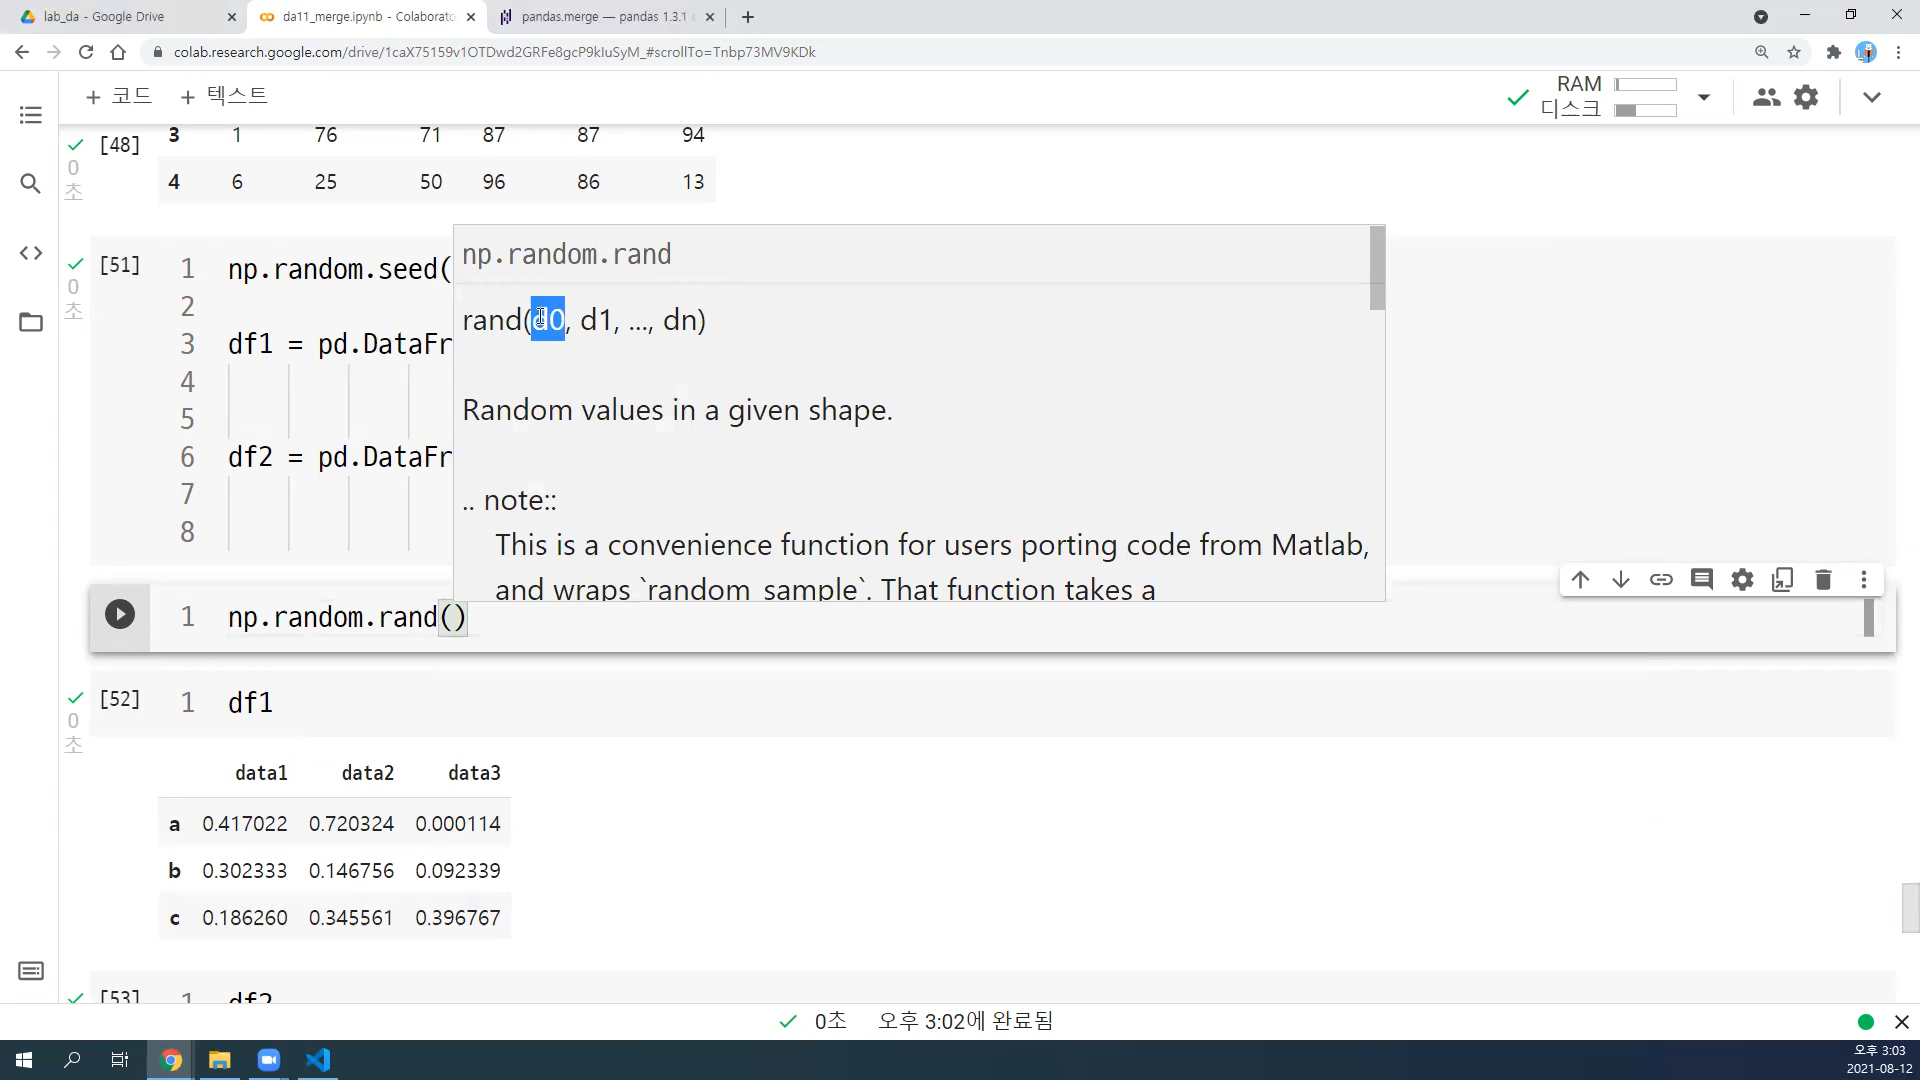 lab_da - Google Drive
da11_merge.ipynb - Colaborato
pandas.merge — pandas 1.3.1
colab.research.google.com/drive/1caX75159v1OTDwd2GRFe8gcP9kIuSyM_#scrollTo=Tnbp73MV9KDk
+ 코드 + 텍스트
RAM
디스크
[48]
0
초
3 1 76 71 87 87 94
4 6 25 50 96 86 13
[51]
0
초
1 np.random.seed(
2
3 df1 = pd.DataFr
4
5
6 df2 = pd.DataFr
7
8
np.random.rand
rand(d0, d1, ..., dn)
Random values in a given shape.
.. note::
This is a convenience function for users porting code from Matlab,
and wraps `random_sample`. That function takes a
1 np.random.rand()
[52]
0
초
1 df1
data1 data2 data3
a 0.417022 0.720324 0.000114
b 0.302333 0.146756 0.092339
c 0.186260 0.345561 0.396767
[53] 1 df2
0초 오후 3:02에 완료됨
오후 3:03
2021-08-12